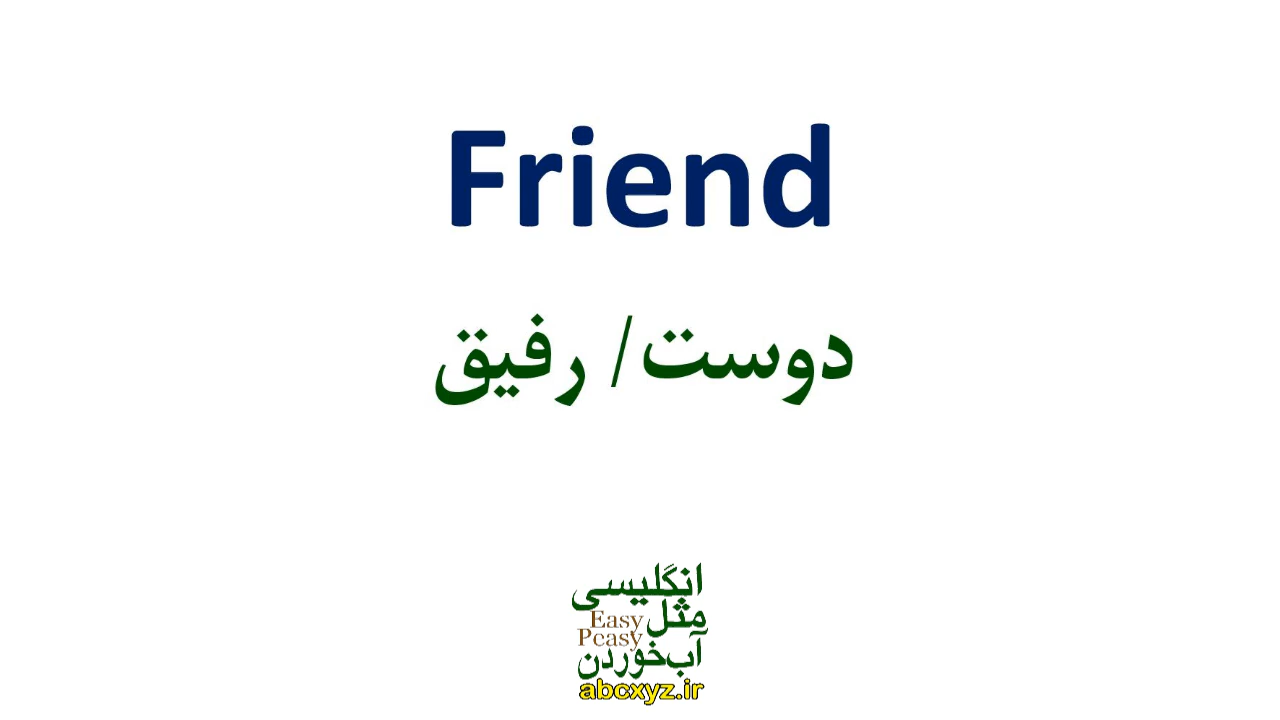 Friend
دوست/ رفیق
انگلیسی
مثل
Easy
Peasy
آب‌خوردن
abcxyz.ir